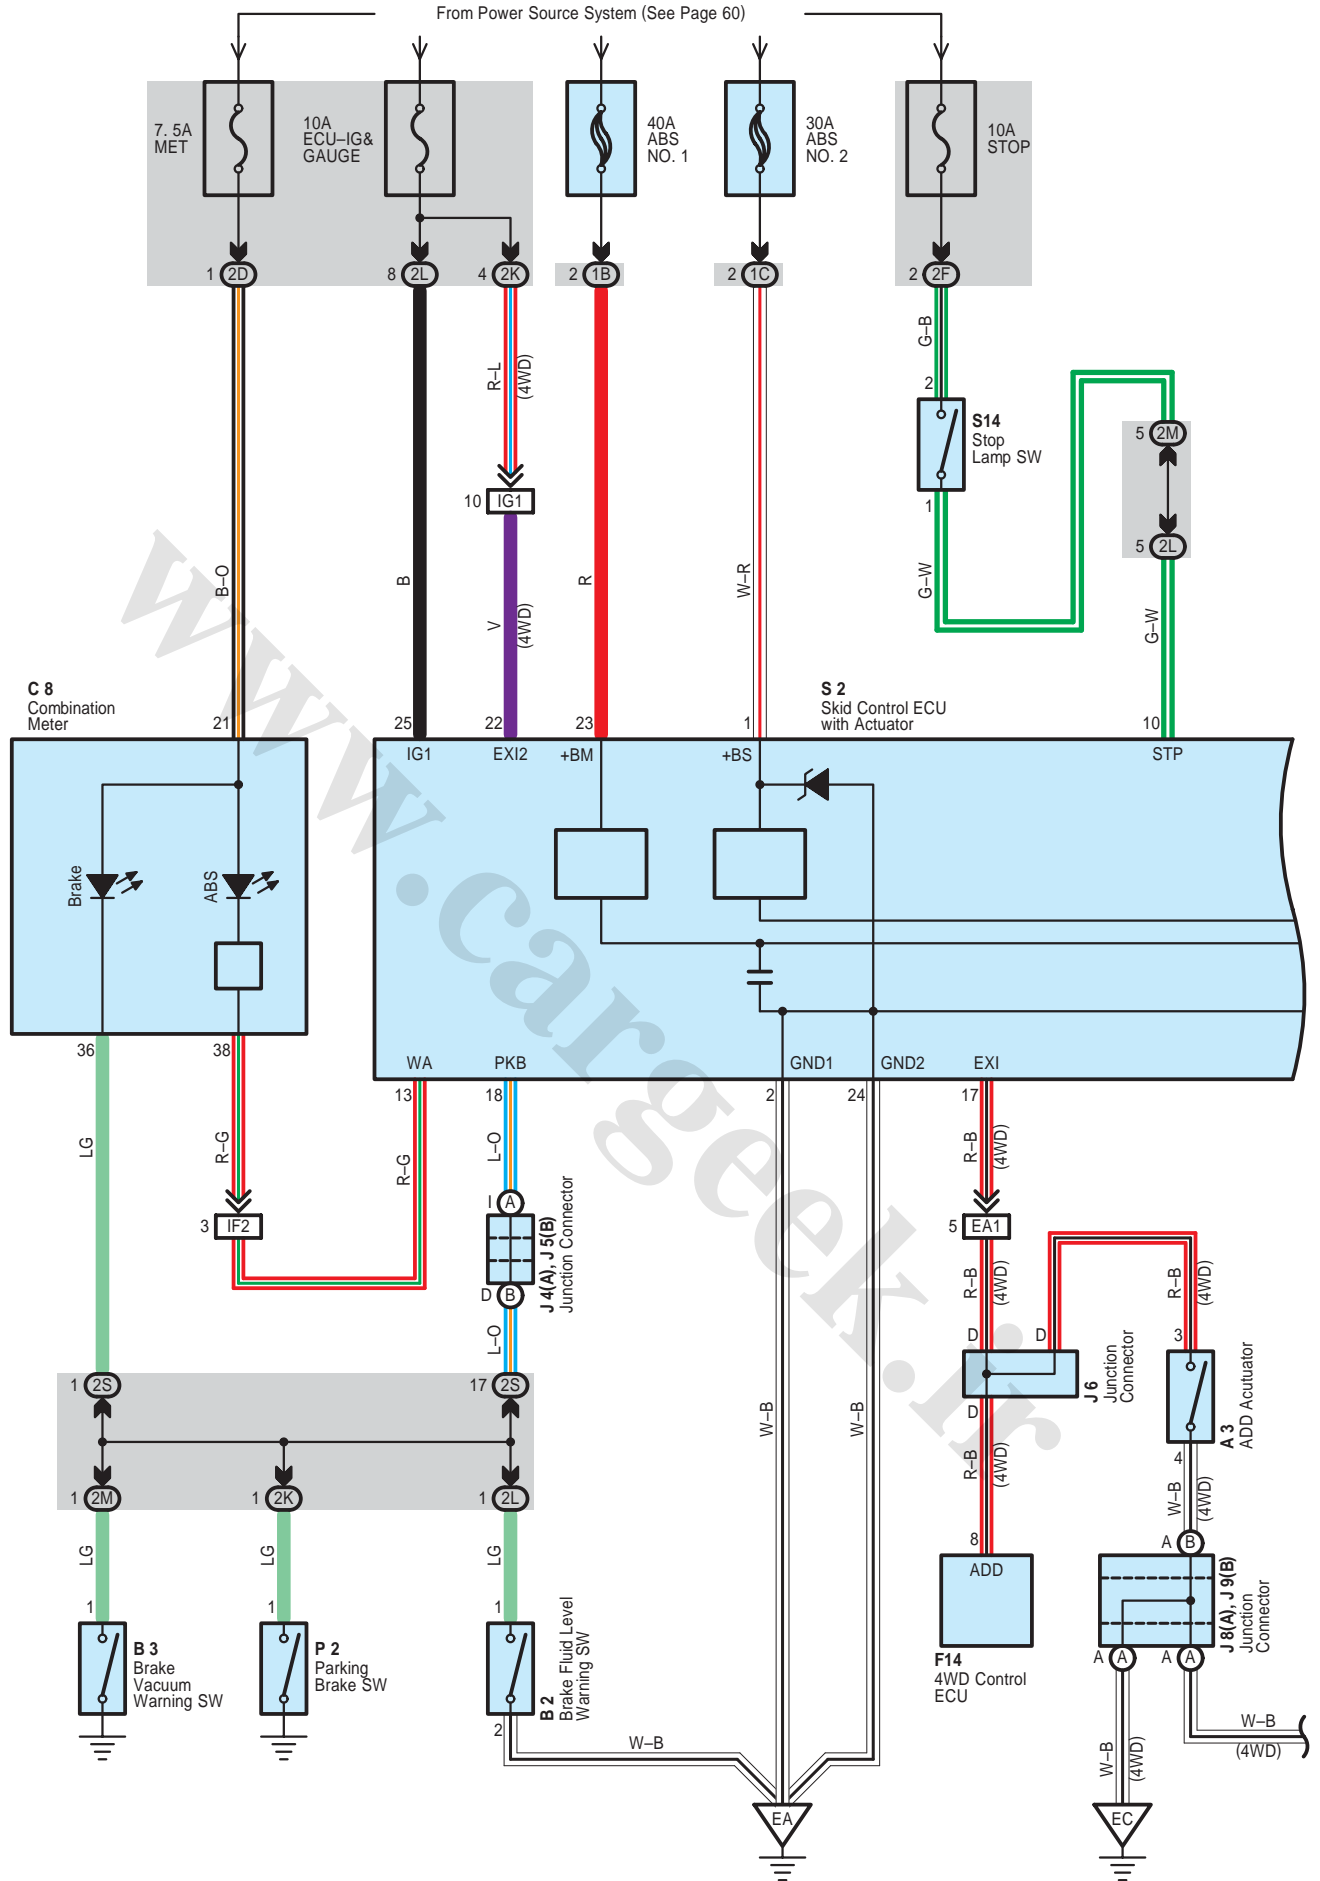 From Power Source System (See Page 60)
7. 5A
MET
10A
ECU–IG&
GAUGE
40A
ABS
NO. 1
30A
ABS
NO. 2
10A
STOP
1 2D
8 2L
4 2K
2 1B
2 1C
2 2F
G–B
R–L
(4WD)
2
S14
Stop
Lamp SW
1
5 2M
5 2L
10 IG1
B–O
B
V
(4WD)
R
W–R
G–W
G–W
C 8
Combination
Meter
21
25
22
23
1
S 2
Skid Control ECU
with Actuator
10
IG1
EXI2
+BM
+BS
STP
Brake
ABS
36
38
WA
PKB
GND1
GND2
EXI
13
18
2
24
17
LG
R–G
R–G
L–O
R–B
(4WD)
3 IF2
I A
D B
J 4(A), J 5(B)
Junction Connector
L–O
5 EA1
R–B
(4WD)
R–B
(4WD)
D
D
3
J 6
Junction
Connector
D
A 3
ADD Acutuator
4
1 2S
17 2S
W–B
W–B
R–B
(4WD)
W–B
(4WD)
1 2M
1 2K
1 2L
LG
LG
LG
8
ADD
F14
4WD Control
ECU
A B
J 8(A), J 9(B)
Junction
Connector
A A
A A
1
1
1
B 3
Brake
Vacuum
Warning SW
P 2
Parking
Brake SW
B 2
Brake Fluid Level
Warning SW
2
W–B
W–B
(4WD)
W–B
(4WD)
EA
EC
www.cargeek.ir